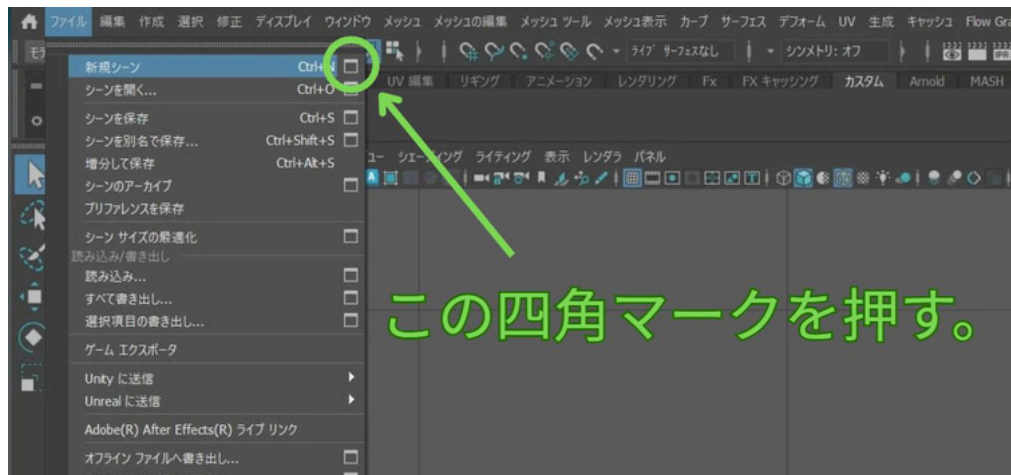 ファイル 編集 作成 選択 修正 ディスプレイ ウィンドウ メッシュ メッシュの編集 メッシュ ツール メッシュ表示 カーブ サーフェス デフォーム UV 生成 キャッシュ Flow Gra
モデ
ライブ サーフェスなし シンメトリ: オフ
UV 編集 リギング アニメーション レンダリング Fx FX キャッシング カスタム Arnold MASH
新規シーン Ctrl+N
シーンを開く... Ctrl+O
シーンを保存 Ctrl+S
シーンを別名で保存... Ctrl+Shift+S
増分して保存 Ctrl+Alt+S
シーンのアーカイブ
プリファレンスを保存
シーン サイズの最適化
読み込み/書き出し
読み込み...
すべて書き出し...
選択項目の書き出し...
ゲーム エクスポータ
Unity に送信
Unreal に送信
Adobe(R) After Effects(R) ライブ リンク
オフライン ファイルへ書き出し...
ュー シェーディング ライティング 表示 レンダラ パネル
この四角マークを押す。